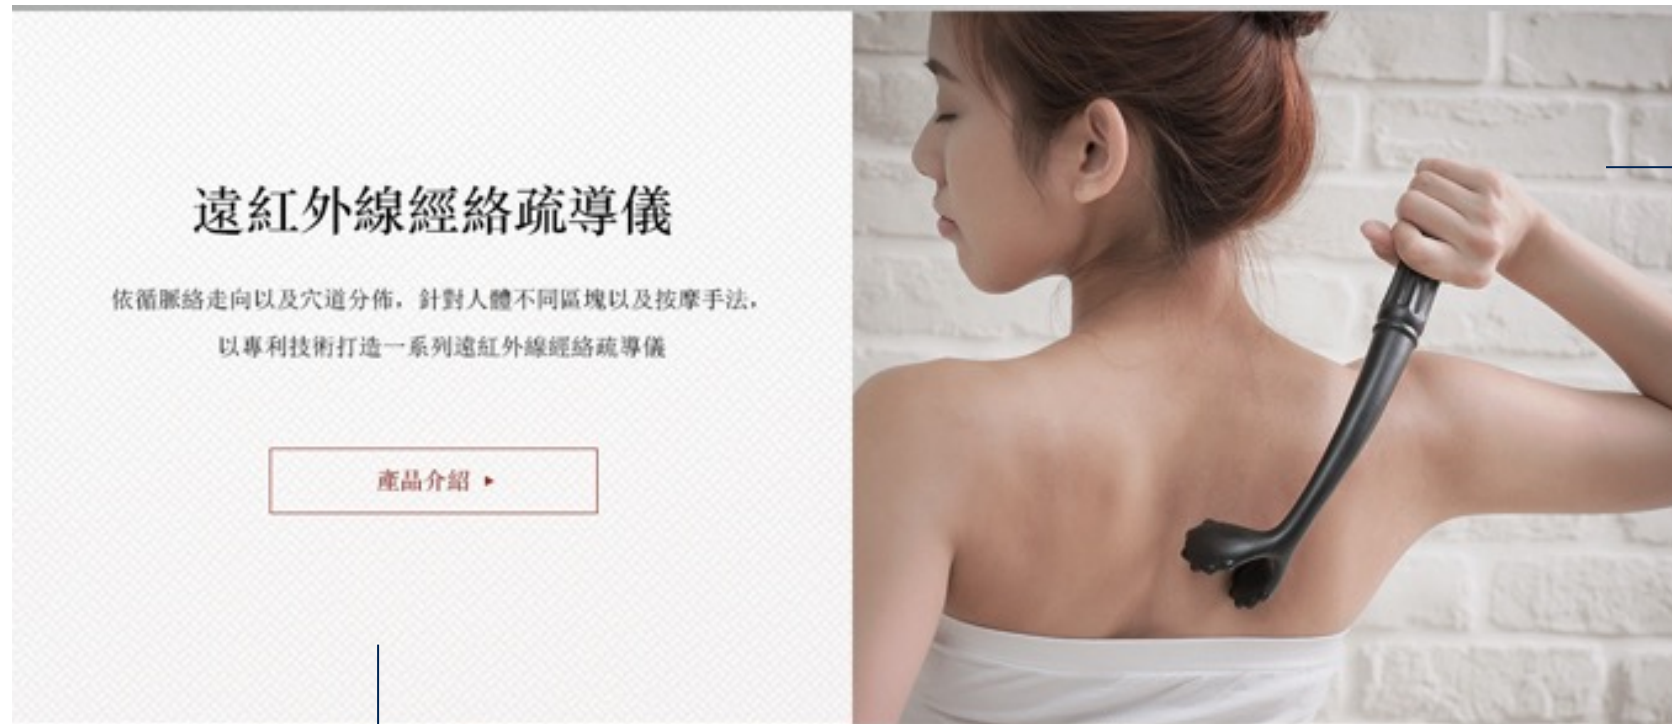 遠紅外線經絡疏導儀
依循脈絡走向以及穴道分佈，針對人體不同區塊以及按摩手法，
以專利技術打造一系列遠紅外線經絡疏導儀
產品介紹 ▸